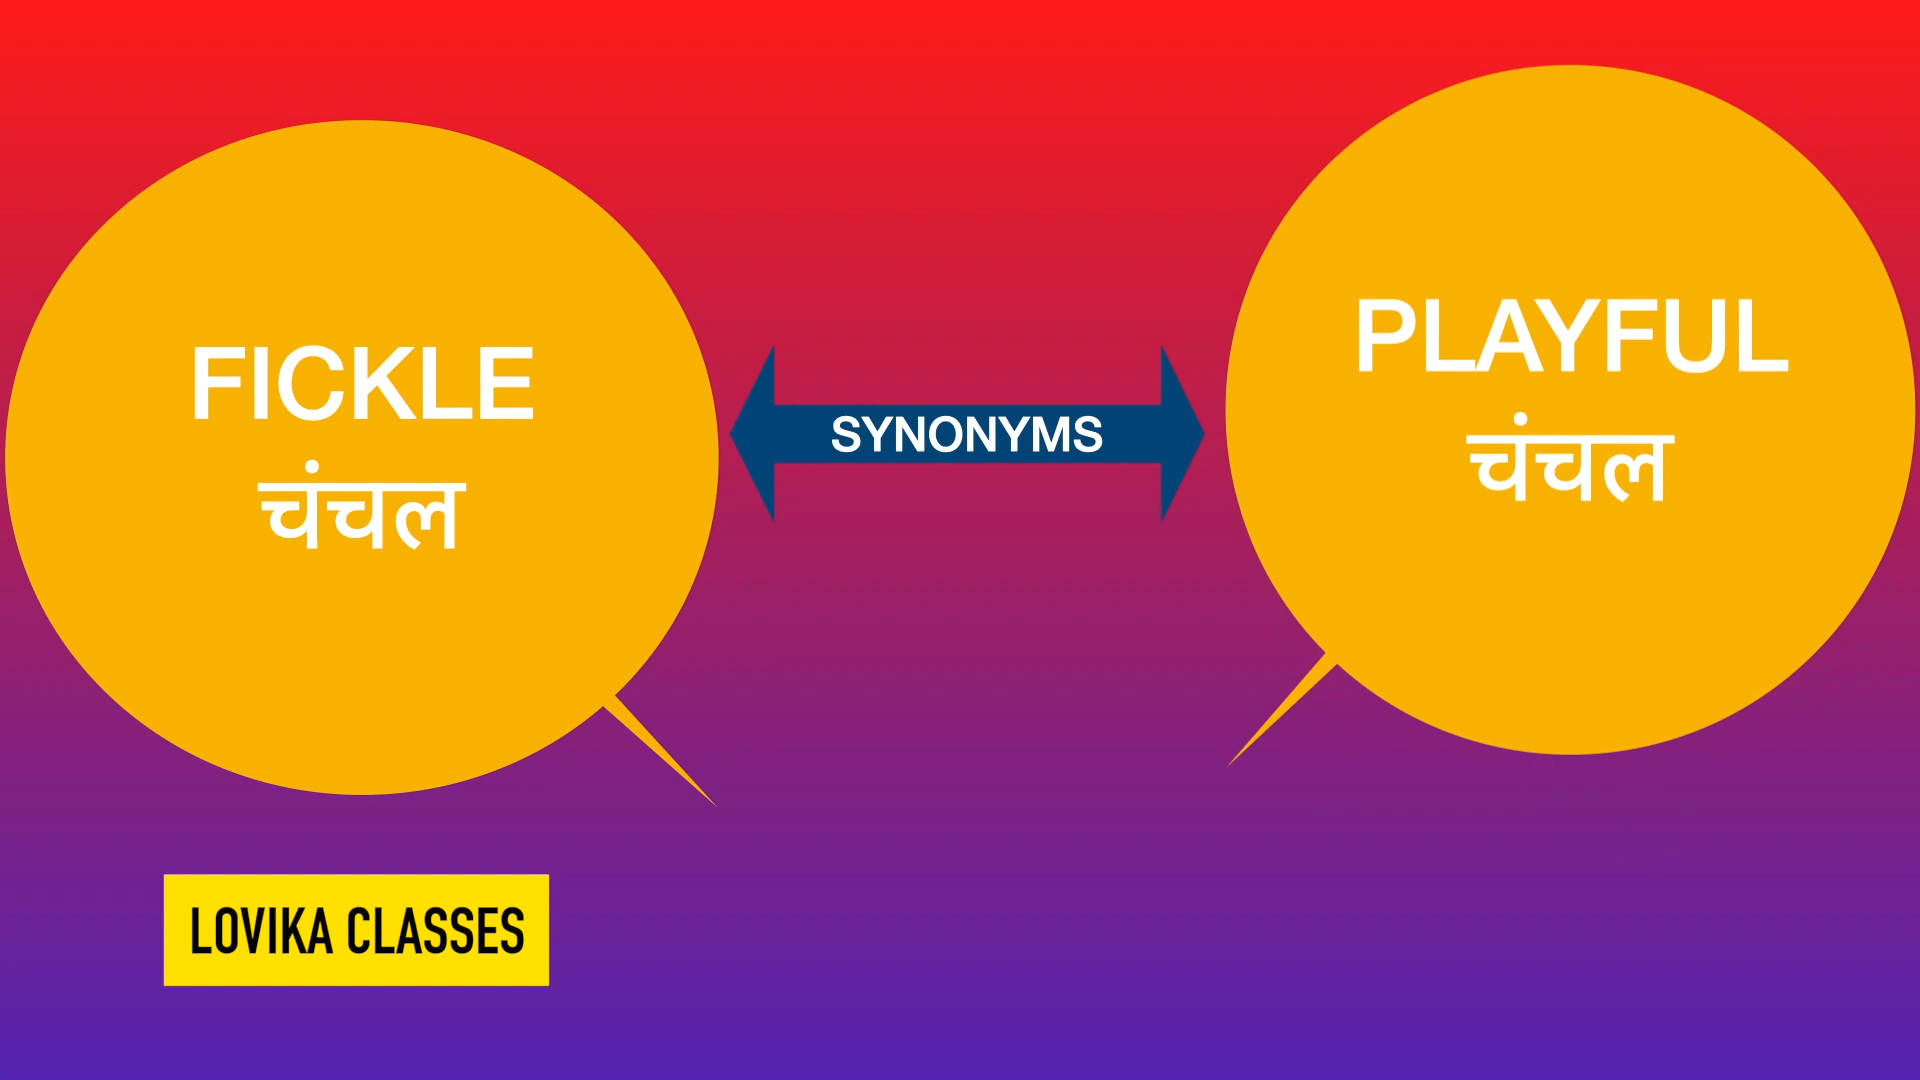 FICKLE
चंचल
SYNONYMS
PLAYFUL
चंचल
LOVIKA CLASSES